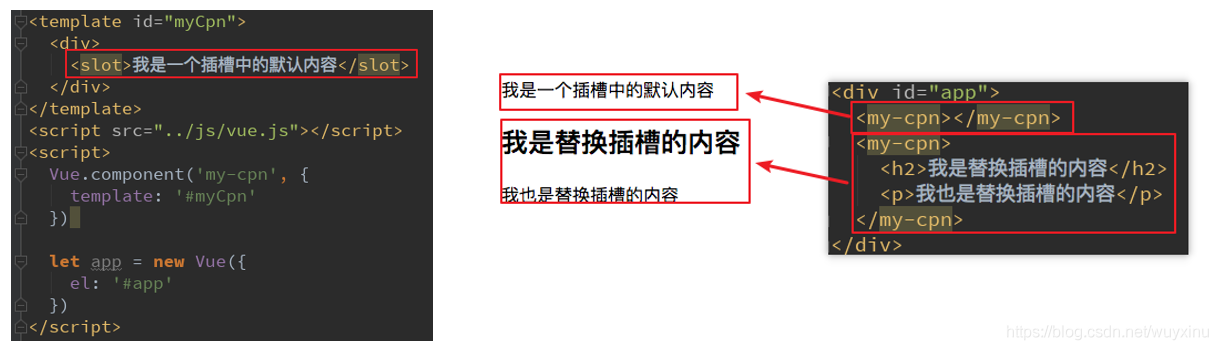 <template id="myCpn">
<div>
<slot>我是一个插槽中的默认内容</slot>
</div>
</template>
<script src="../js/vue.js"></script>
<script>
Vue.component('my-cpn', {
template: '#myCpn'
})
let app = new Vue({
el: '#app'
})
</script>
我是一个插槽中的默认内容
我是替换插槽的内容
我也是替换插槽的内容
<div id="app">
<my-cpn></my-cpn>
<my-cpn>
<h2>我是替换插槽的内容</h2>
<p>我也是替换插槽的内容</p>
</my-cpn>
</div>
https://blog.csdn.net/wuyxinu